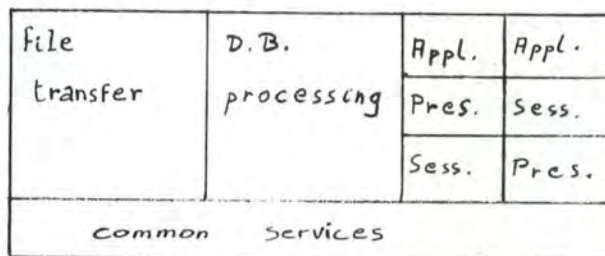 file
transfer
D.B.
processing
Appl.
Appl.
Pres.
Sess.
Sess.
Pres.
common services